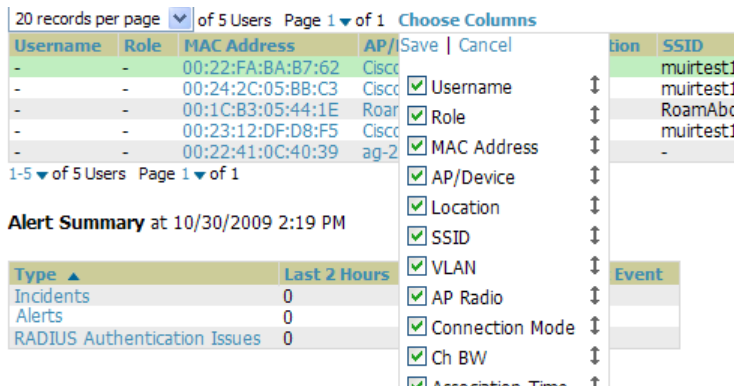 20 records per page of 5 Users Page 1 of 1 Choose Columns
Username Role MAC Address AP/ SSID
Save | Cancel
- - 00:22:FA:BA:B7:62 Cisco muirtest1
- - 00:24:2C:05:BB:C3 Cisco muirtest1
- - 00:1C:B3:05:44:1E Roam RoamAbo
- - 00:23:12:DF:D8:F5 Cisco muirtest1
- - 00:22:41:0C:40:39 ag-2 -
1-5 of 5 Users Page 1 of 1
Username
Role
MAC Address
AP/Device
Location
SSID
VLAN
AP Radio
Connection Mode
Ch BW
Association Time
Alert Summary at 10/30/2009 2:19 PM
Type Last 2 Hours Event
Incidents 0
Alerts 0
RADIUS Authentication Issues 0